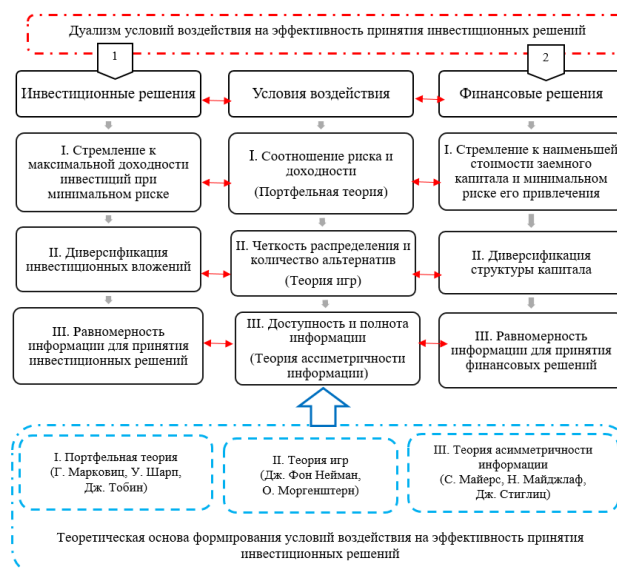 Дуализм условий воздействия на эффективность принятия инвестиционных решений
1
2
Инвестиционные решения
Условия воздействия
Финансовые решения
I. Стремление к
максимальной доходности
инвестиций при
минимальном риске
I. Соотношение риска и
доходности
(Портфельная теория)
I. Стремление к наименьшей
стоимости заемного
капитала и минимальном
риске его привлечения
II. Диверсификация
инвестиционных вложений
II. Четкость распределения и
количество альтернатив
(Теория игр)
II. Диверсификация
структуры капитала
III. Равномерность
информации для принятия
инвестиционных решений
III. Доступность и полнота
информации
(Теория ассиметричности
информации)
III. Равномерность
информации для принятия
финансовых решений
I. Портфельная теория
(Г. Марковиц, У. Шарп,
Дж. Тобин)
II. Теория игр
(Дж. Фон Нейман,
О. Моргенштерн)
III. Теория асимметричности
информации
(С. Майерс, Н. Майджлаф,
Дж. Стиглиц)
Теоретическая основа формирования условий воздействия на эффективность принятия
инвестиционных решений